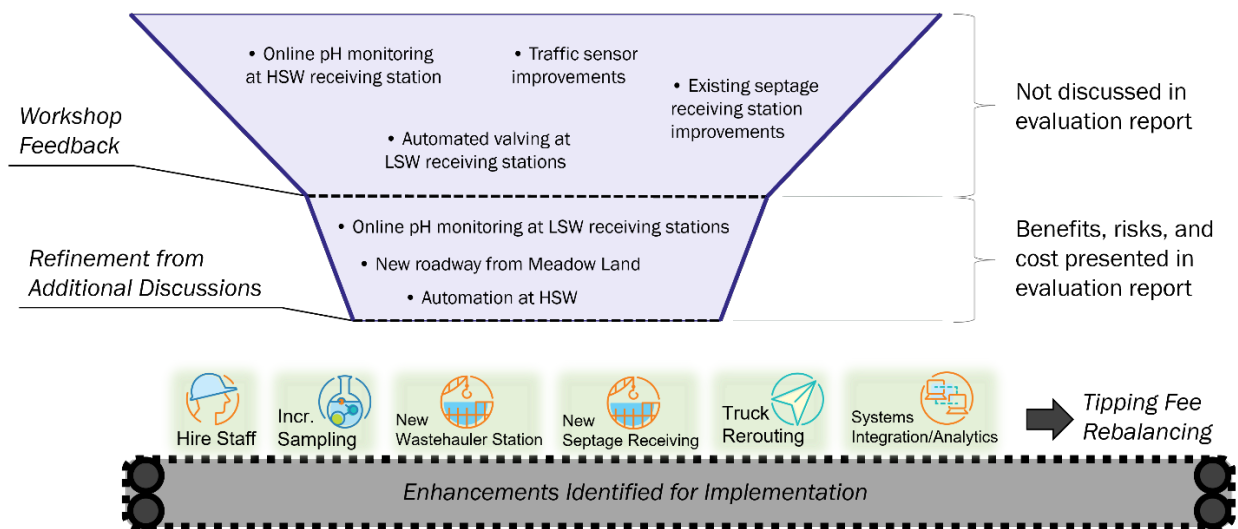 • Online pH monitoring
at HSW receiving station
• Traffic sensor
improvements
• Existing septage
receiving station
improvements
• Automated valving at
LSW receiving stations
Workshop
Feedback
Not discussed in
evaluation report
• Online pH monitoring at LSW receiving stations
• New roadway from Meadow Land
• Automation at HSW
Refinement from
Additional Discussions
Benefits, risks, and
cost presented in
evaluation report
Hire Staff
Incr.
Sampling
New
Wastehauler Station
New
Septage Receiving
Truck
Rerouting
Systems
Integration/Analytics
Tipping Fee
Rebalancing
Enhancements Identified for Implementation